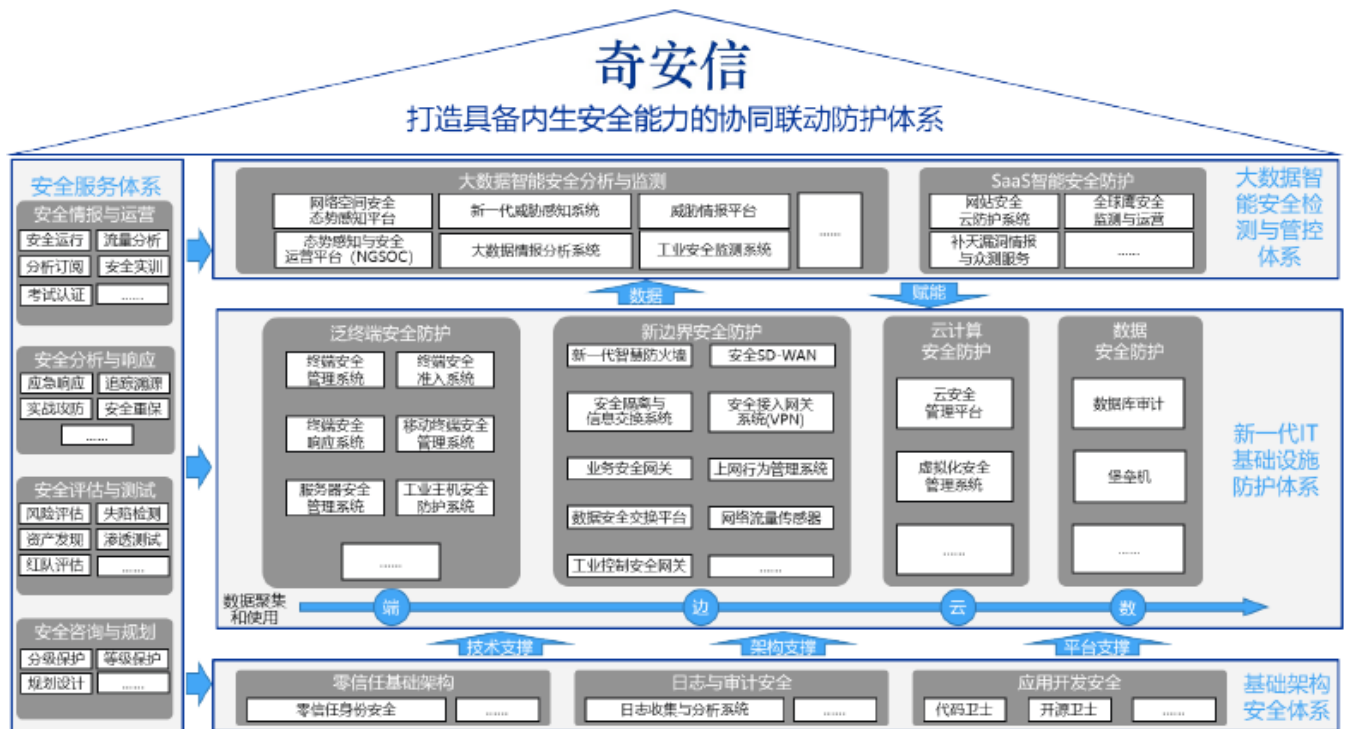 奇安信
打造具备内生安全能力的协同联动防护体系
安全服务体系
安全情报与运营
安全运行
流量分析
分析订阅
安全实训
考试认证
......
安全分析与响应
应急响应
追踪溯源
实战攻防
安全重保
......
安全评估与测试
风险评估
失陷检测
资产发现
渗透测试
红队评估
......
安全咨询与规划
分级保护
等级保护
规划设计
......
大数据智能安全分析与监测
网络空间安全
态势感知平台
新一代威胁感知系统
威胁情报平台
态势感知与安全
运营平台（NGSOC）
大数据情报分析系统
工业安全监测系统
......
SaaS智能安全防护
网站安全
云防护系统
全球鹰安全
监测与运营
补天漏洞情报
与众测服务
......
大数据智
能安全检
测与管控
体系
数据
赋能
泛终端安全防护
终端安全
管理系统
终端安全
准入系统
终端安全
响应系统
移动终端安全
管理系统
服务器安全
管理系统
工业主机安全
防护系统
......
新边界安全防护
新一代智慧防火墙
安全SD-WAN
安全隔离与
信息交换系统
安全接入网关
系统(VPN)
业务安全网关
上网行为管理系统
数据安全交换平台
网络流量传感器
工业控制安全网关
......
云计算
安全防护
云安全
管理平台
虚拟化安全
管理系统
......
数据
安全防护
数据库审计
堡垒机
......
新一代IT
基础设施
防护体系
数据聚集
和使用
端
边
云
数
技术支撑
架构支撑
平台支撑
零信任基础架构
零信任身份安全
......
日志与审计安全
日志收集与分析系统
......
应用开发安全
代码卫士
开源卫士
......
基础架构
安全体系